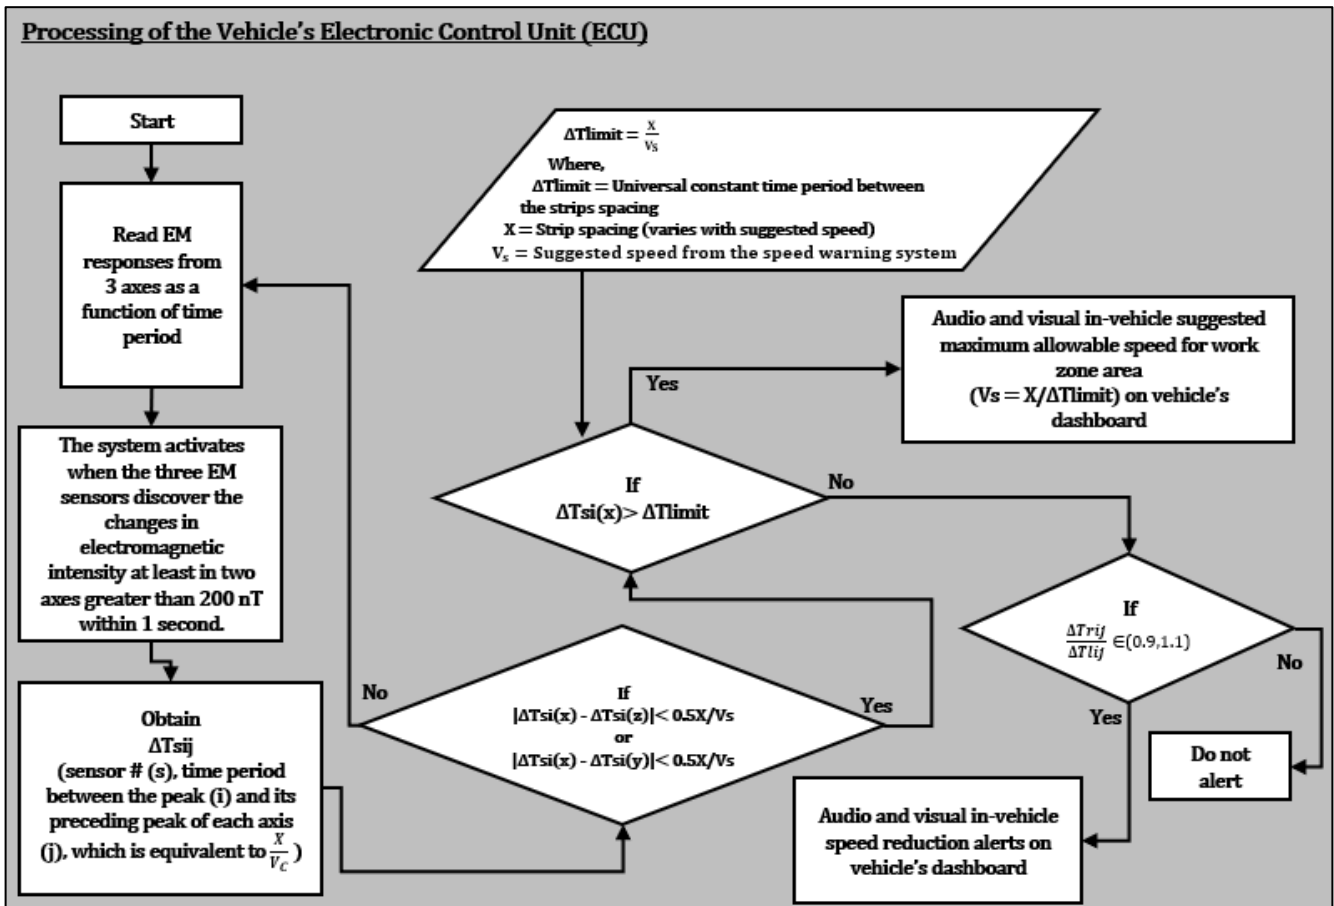 Processing of the Vehicle's Electronic Control Unit (ECU)
Start
Read EM
responses from
3 axes as a
function of time
period
The system activates
when the three EM
sensors discover the
changes in
electromagnetic
intensity at least in two
axes greater than 200 nT
within 1 second.
Obtain
ΔTsij
(sensor # (s), time period
between the peak (i) and its
preceding peak of each axis
(j), which is equivalent to X/V_C )
ΔTlimit = X/V_S
Where,
ΔTlimit = Universal constant time period between
the strips spacing
X = Strip spacing (varies with suggested speed)
V_s = Suggested speed from the speed warning system
If
|ΔTsi(x) - ΔTsi(z)|< 0.5X/Vs
or
|ΔTsi(x) - ΔTsi(y)|< 0.5X/Vs
No
Yes
If
ΔTsi(x)> ΔTlimit
Yes
No
Audio and visual in-vehicle suggested
maximum allowable speed for work
zone area
(Vs = X/ΔTlimit) on vehicle's
dashboard
If
ΔTrij/ΔTlij ∈(0.9,1.1)
No
Yes
Do not
alert
Audio and visual in-vehicle
speed reduction alerts on
vehicle's dashboard